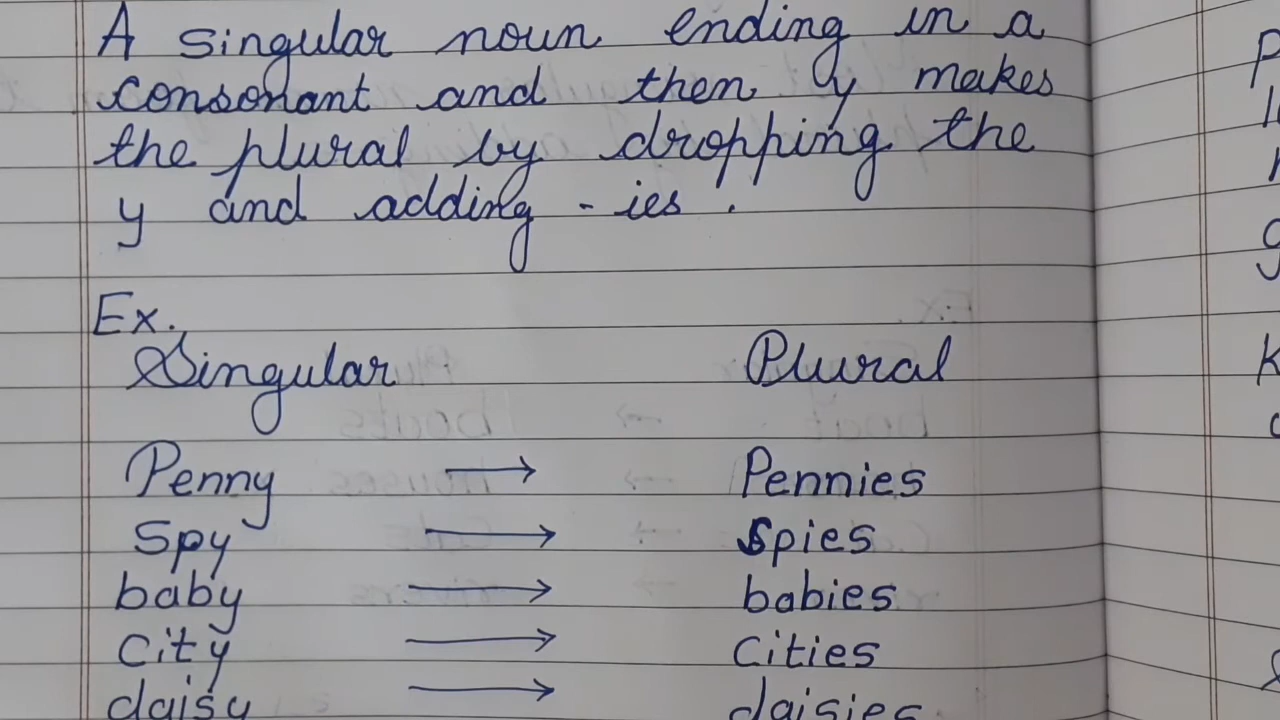 A singular noun ending in a
consonant and then y makes
the plural by dropping the
y and adding - ies .
Ex.
Singular Plural
Penny → Pennies
Spy → Spies
baby → babies
City → Cities
daisy → daisies